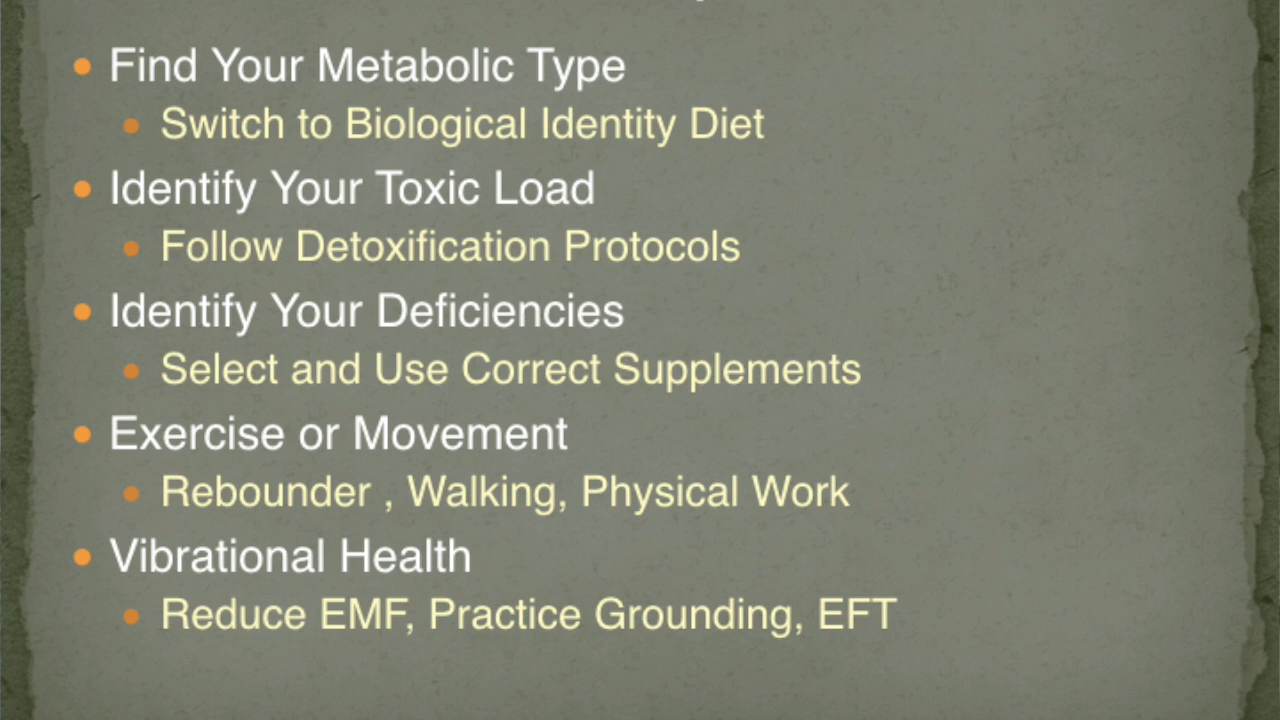 Find Your Metabolic Type
Switch to Biological Identity Diet
Identify Your Toxic Load
Follow Detoxification Protocols
Identify Your Deficiencies
Select and Use Correct Supplements
Exercise or Movement
Rebounder , Walking, Physical Work
Vibrational Health
Reduce EMF, Practice Grounding, EFT